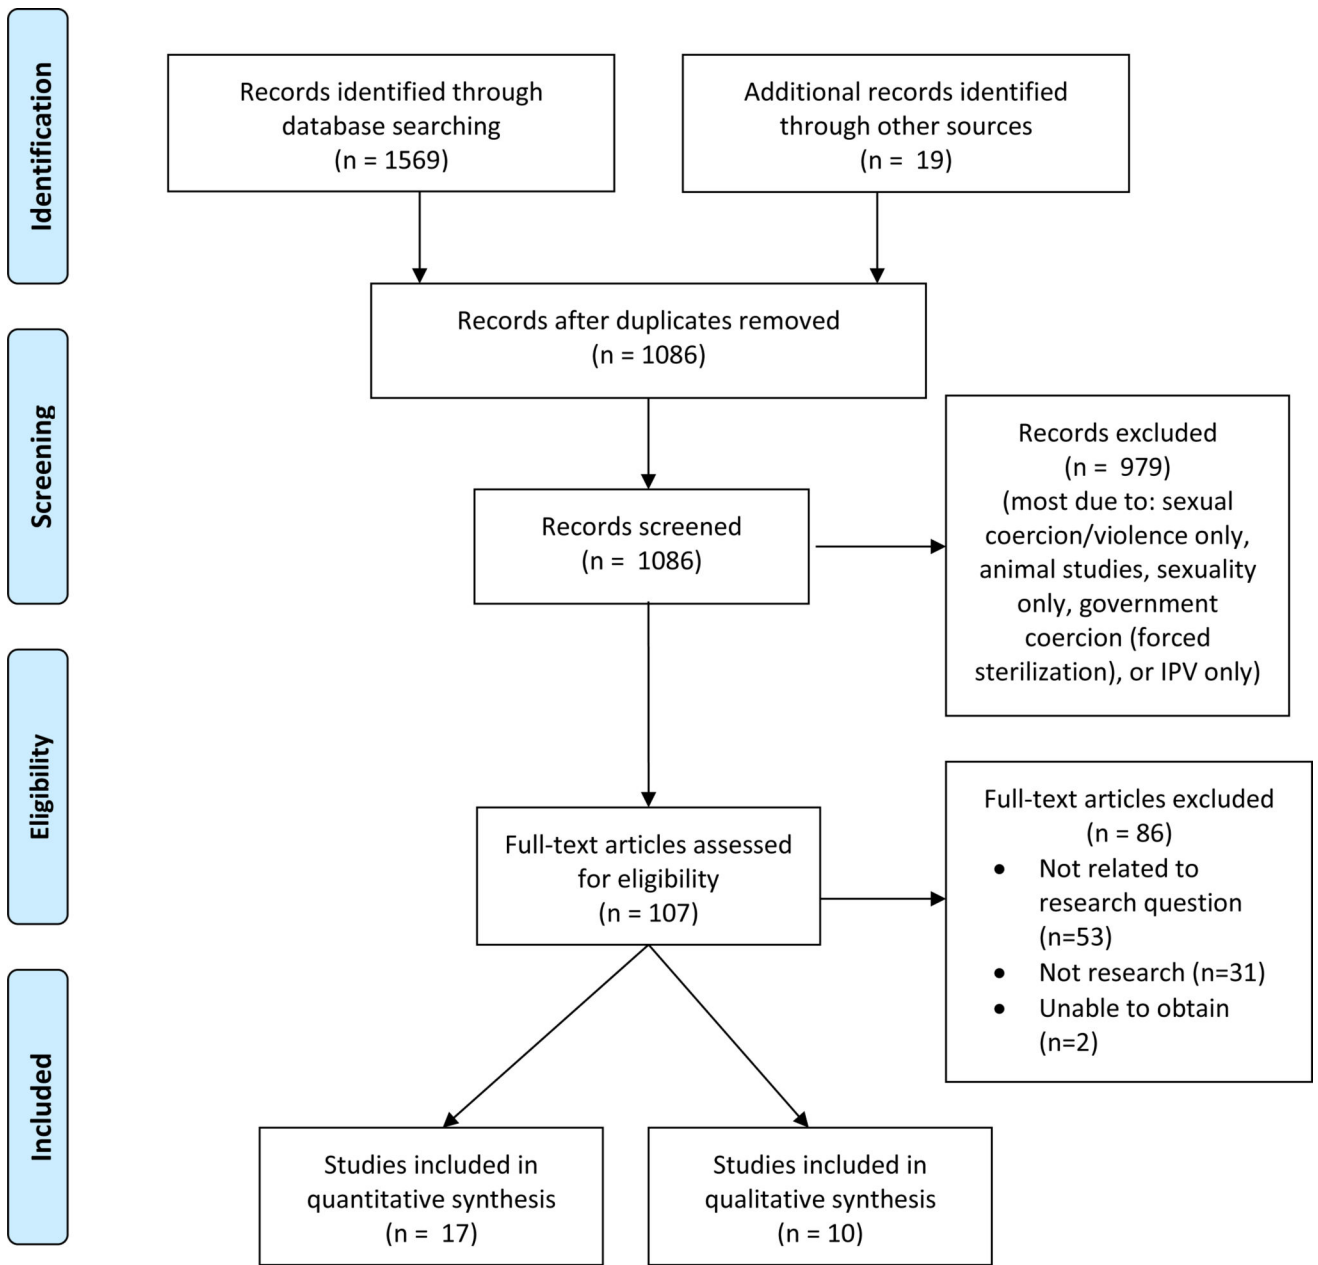 Identification
Records identified through
database searching
(n = 1569)
Additional records identified
through other sources
(n = 19)
Records after duplicates removed
(n = 1086)
Screening
Records screened
(n = 1086)
Records excluded
(n = 979)
(most due to: sexual
coercion/violence only,
animal studies, sexuality
only, government
coercion (forced
sterilization), or IPV only)
Eligibility
Full-text articles assessed
for eligibility
(n = 107)
Full-text articles excluded
(n = 86)
• Not related to
research question
(n=53)
• Not research (n=31)
• Unable to obtain
(n=2)
Included
Studies included in
quantitative synthesis
(n = 17)
Studies included in
qualitative synthesis
(n = 10)